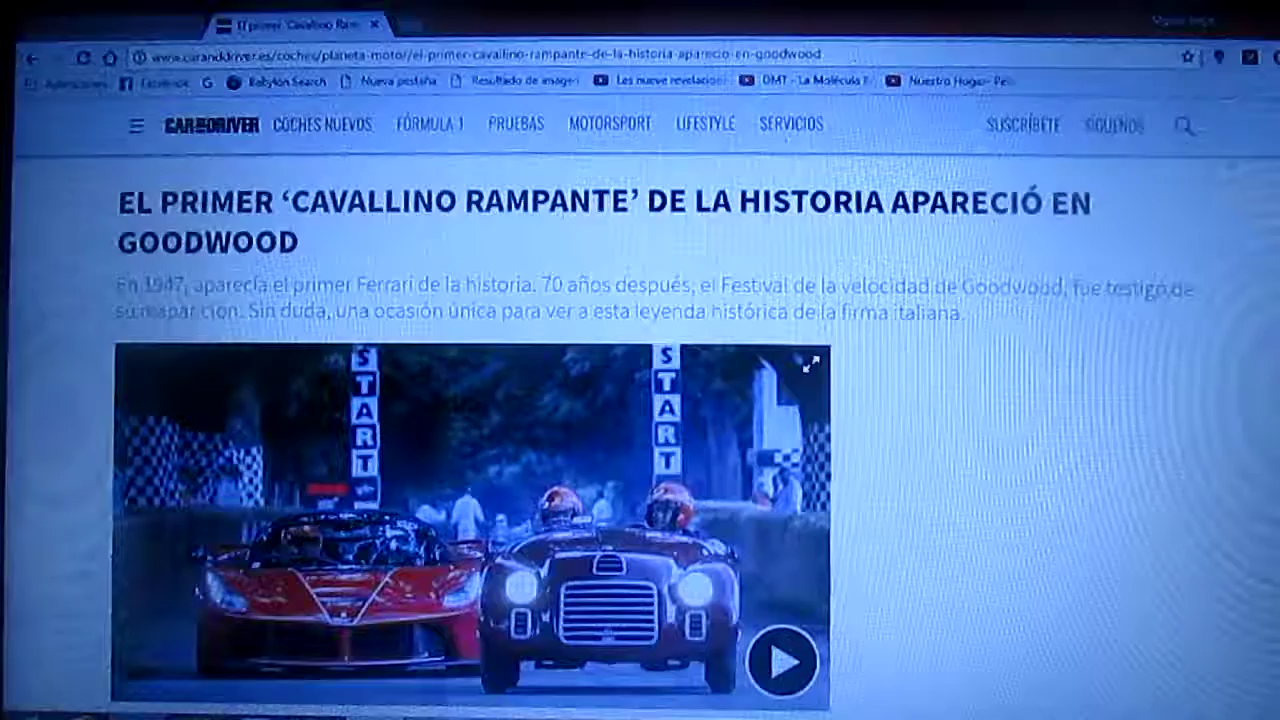 El primer 'Cavallino Ram
www.caranddriver.es/coches/planeta-motor/el-primer-cavallino-rampante-de-la-historia-aparecio-en-goodwood
Aplicaciones Facebook G Babylon Search Nueva pestaña Resultado de imagen Las nueve revelacion DMT - La Molécula Nuestro Hogar- Pe
CAR AND DRIVER COCHES NUEVOS FÓRMULA 1 PRUEBAS MOTORSPORT LIFESTYLE SERVICIOS SUSCRÍBETE SÍGUENOS
EL PRIMER ‘CAVALLINO RAMPANTE’ DE LA HISTORIA APARECIÓ EN
GOODWOOD
En 1947, aparecía el primer Ferrari de la historia. 70 años después, el Festival de la velocidad de Goodwood, fue testigo de
su reaparición. Sin duda, una ocasión única para ver a esta leyenda histórica de la firma italiana.
START START